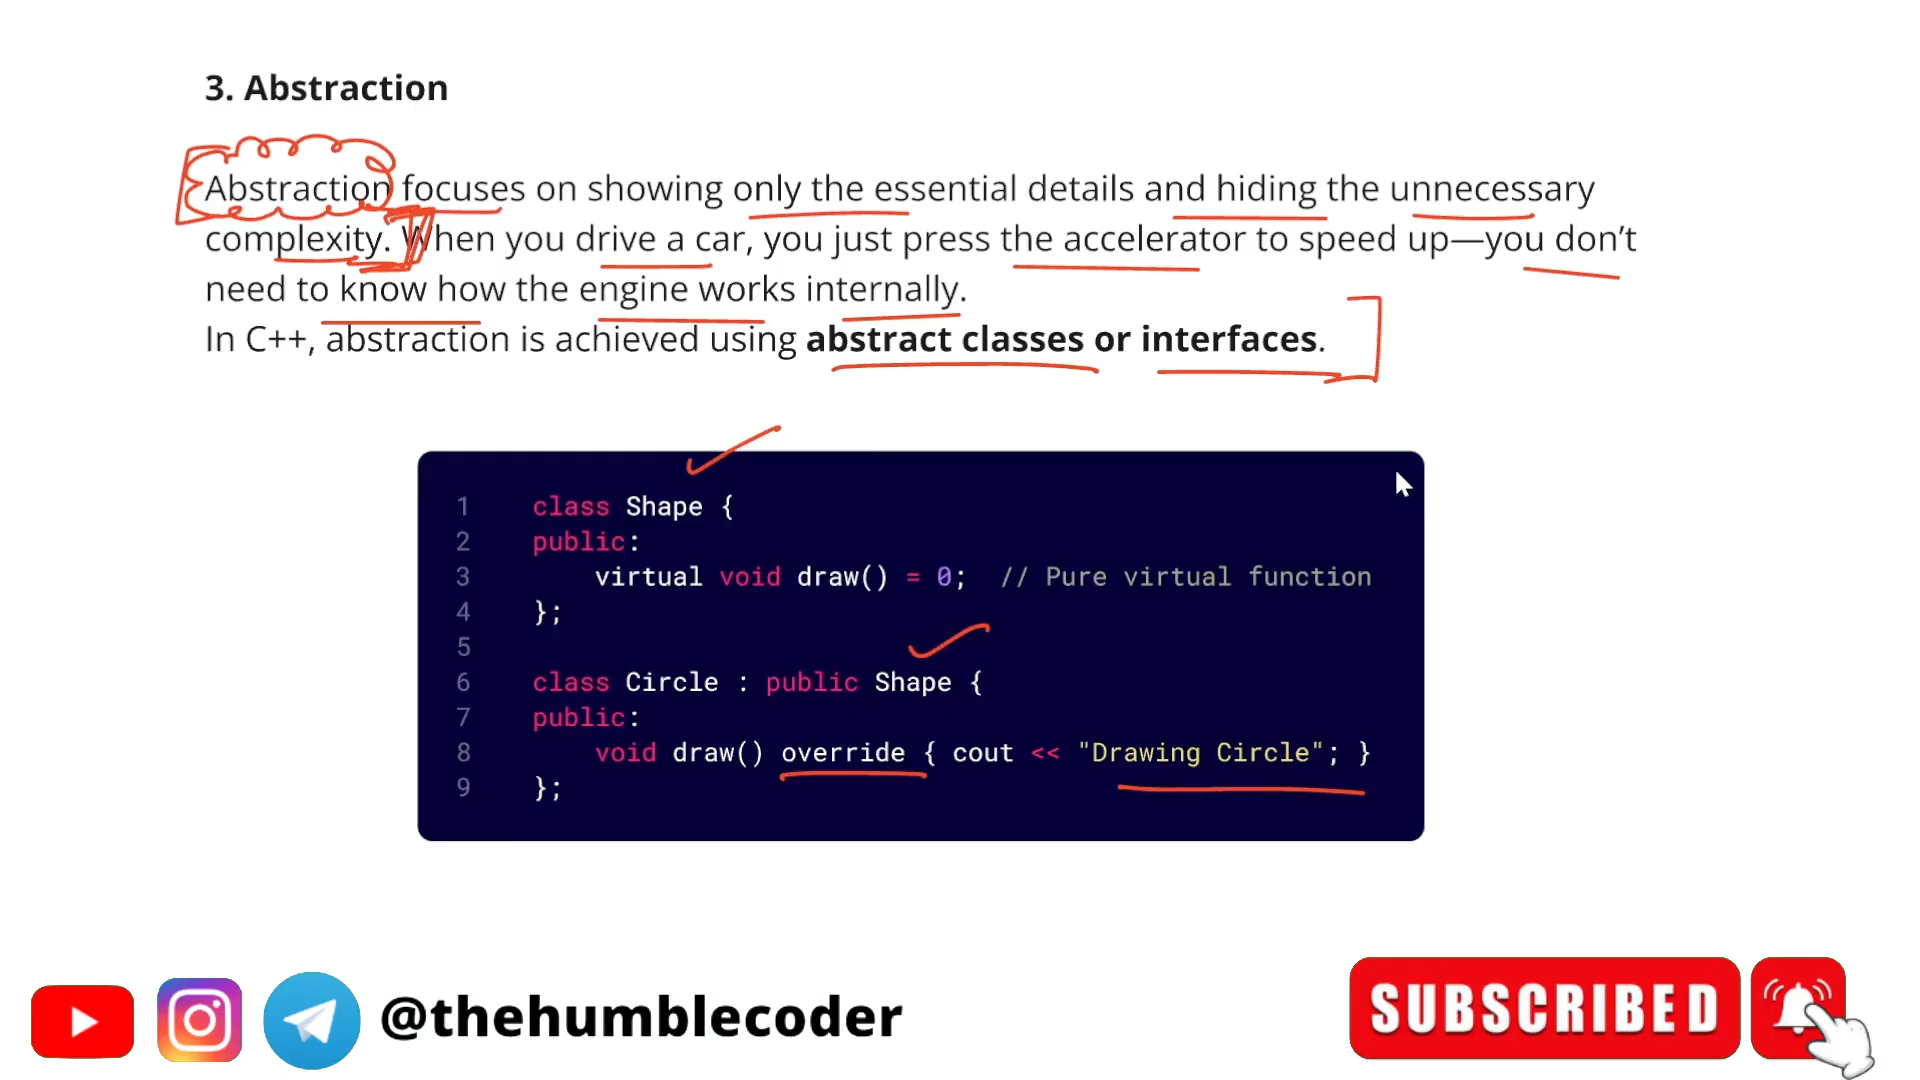 3. Abstraction
Abstraction focuses on showing only the essential details and hiding the unnecessary
complexity. When you drive a car, you just press the accelerator to speed up—you don’t
need to know how the engine works internally.
In C++, abstraction is achieved using abstract classes or interfaces.
1 class Shape {
2 public:
3 virtual void draw() = 0; // Pure virtual function
4 };
5
6 class Circle : public Shape {
7 public:
8 void draw() override { cout << "Drawing Circle"; }
9 };
@thehumblecoder
SUBSCRIBED